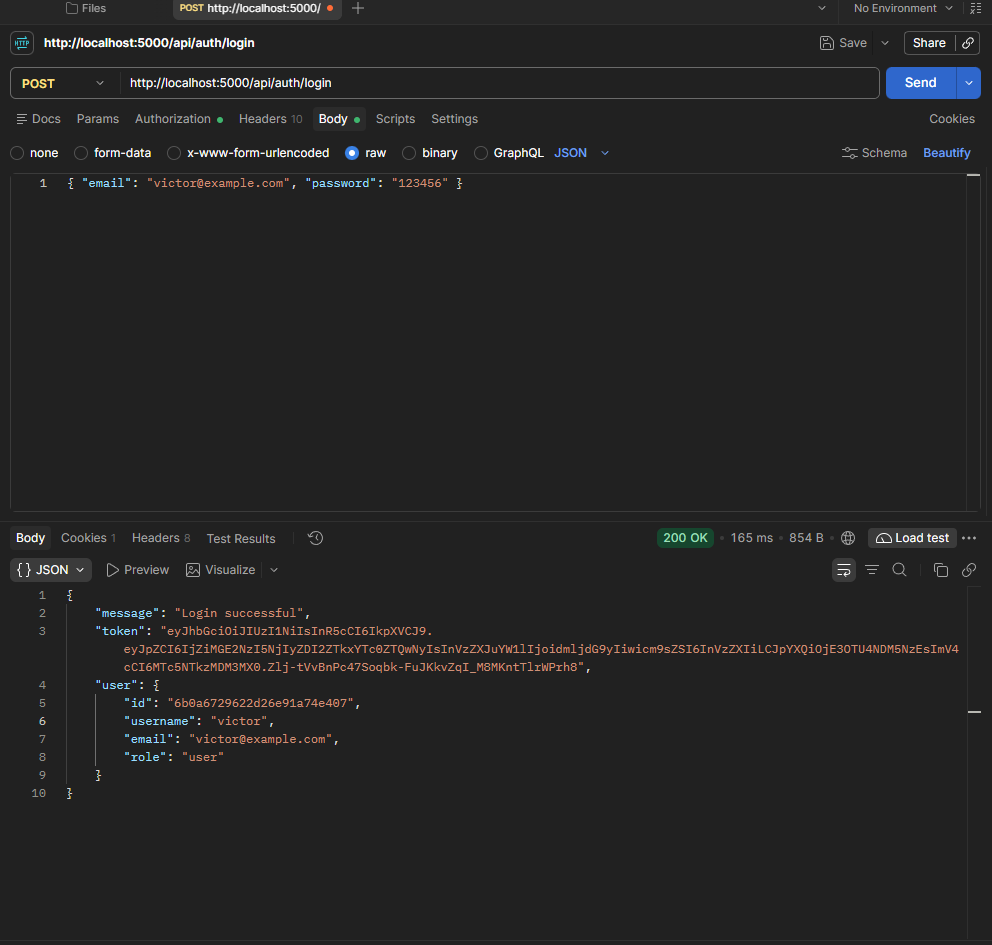 Files
POST http://localhost:5000/
No Environment
HTTP http://localhost:5000/api/auth/login
Save
Share
POST http://localhost:5000/api/auth/login
Send
Docs Params Authorization Headers 10 Body Scripts Settings Cookies
none form-data x-www-form-urlencoded raw binary GraphQL JSON Schema Beautify
1 { "email": "victor@example.com", "password": "123456" }
Body Cookies 1 Headers 8 Test Results 200 OK • 165 ms • 854 B • Load test
{} JSON Preview Visualize
1 {
2 "message": "Login successful",
3 "token": "eyJhbGciOiJIUzI1NiIsInR5cCI6IkpXVCJ9.
eyJpZCI6IjZiMGE2NzI5NjIyZDI2ZTkxYTc0ZTQwNyIsInVzZXJuYW1lIjoidmljdG9yIiwicm9sZSI6InVzZXIiLCJpYXQiOjE3OTU4NDM5NzEsImV4
cCI6MTc5NTkzMDM3MX0.Zlj-tVvBnPc47Soqbk-FuJKkvZqI_M8MKntTlrWPrh8",
4 "user": {
5 "id": "6b0a6729622d26e91a74e407",
6 "username": "victor",
7 "email": "victor@example.com",
8 "role": "user"
9 }
10 }